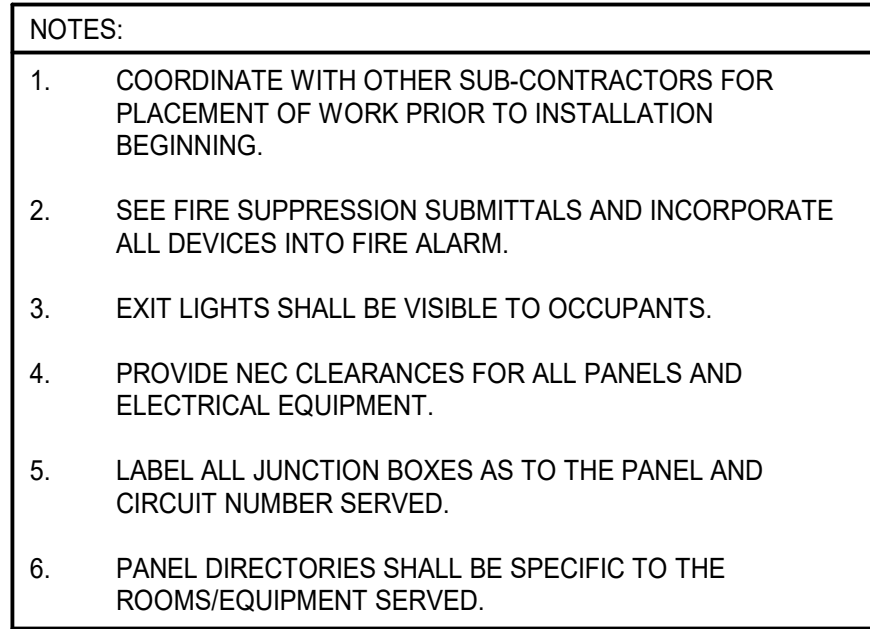 NOTES:
1. COORDINATE WITH OTHER SUB-CONTRACTORS FOR
PLACEMENT OF WORK PRIOR TO INSTALLATION
BEGINNING.
2. SEE FIRE SUPPRESSION SUBMITTALS AND INCORPORATE
ALL DEVICES INTO FIRE ALARM.
3. EXIT LIGHTS SHALL BE VISIBLE TO OCCUPANTS.
4. PROVIDE NEC CLEARANCES FOR ALL PANELS AND
ELECTRICAL EQUIPMENT.
5. LABEL ALL JUNCTION BOXES AS TO THE PANEL AND
CIRCUIT NUMBER SERVED.
6. PANEL DIRECTORIES SHALL BE SPECIFIC TO THE
ROOMS/EQUIPMENT SERVED.